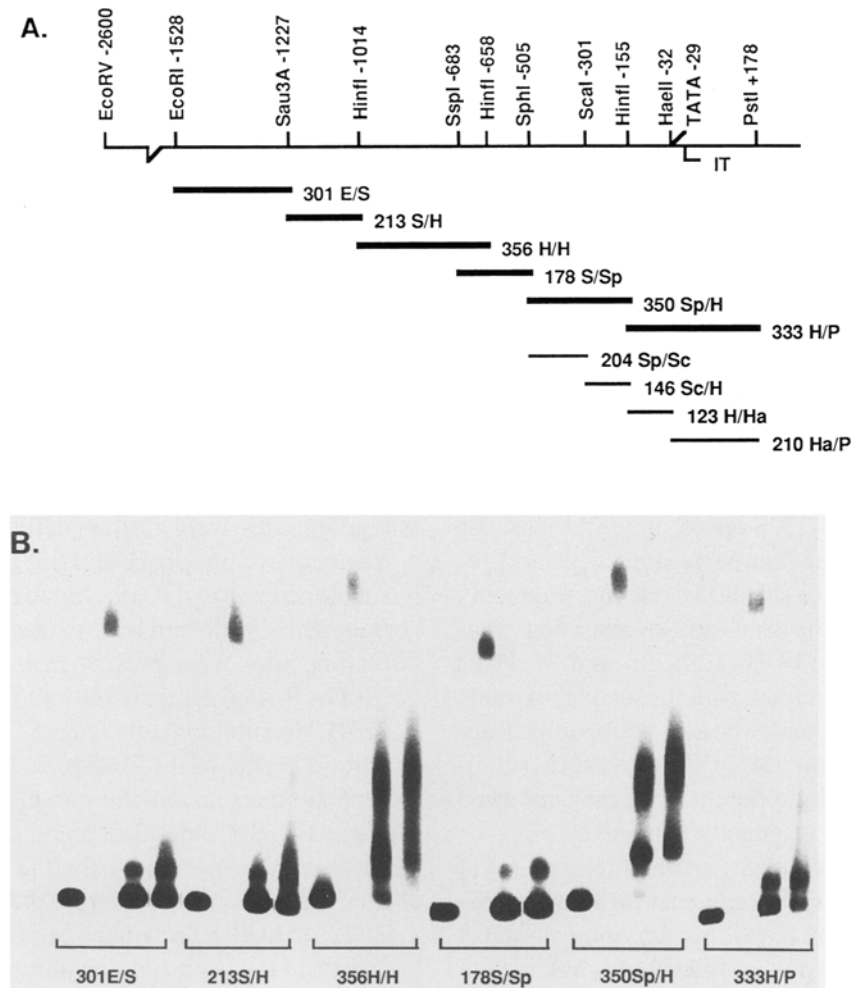 A.
EcoRV -2600
EcoRI -1528
Sau3A -1227
HinfI -1014
SspI -683
HinfI -658
SphI -505
ScaI -301
HinfI -155
HaeII -32
TATA -29
PstI +178
IT
301 E/S
213 S/H
356 H/H
178 S/Sp
350 Sp/H
333 H/P
204 Sp/Sc
146 Sc/H
123 H/Ha
210 Ha/P
B.
301E/S 213S/H 356H/H 178S/Sp 350Sp/H 333H/P